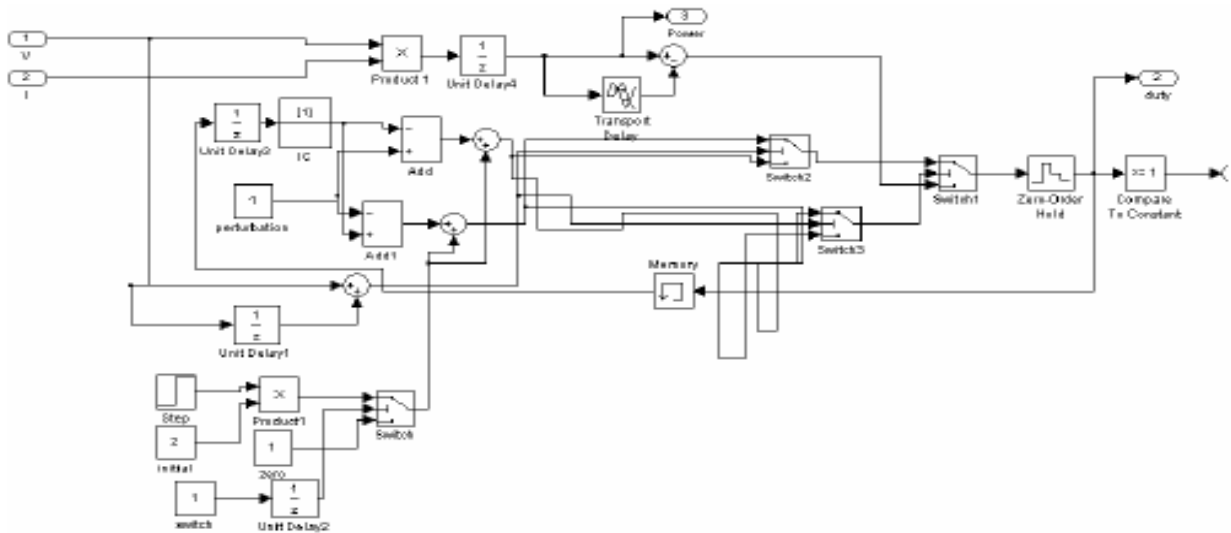 1
V
2
I
×
Product 1
1
z
Unit Delay4
3
Power
+
−
Transport
Delay
2
duty
1
z
Unit Delay3
[1]
IC
−
+
Add
+
+
Switch2
Switch1
Zero-Order
Hold
>= 1
Compare
To Constant
-1
perturbation
−
+
Add1
+
+
Switch3
Memory
+
+
1
z
Unit Delay1
Step
×
Product1
Switch
2
initial
1
zero
1
switch
1
z
Unit Delay2